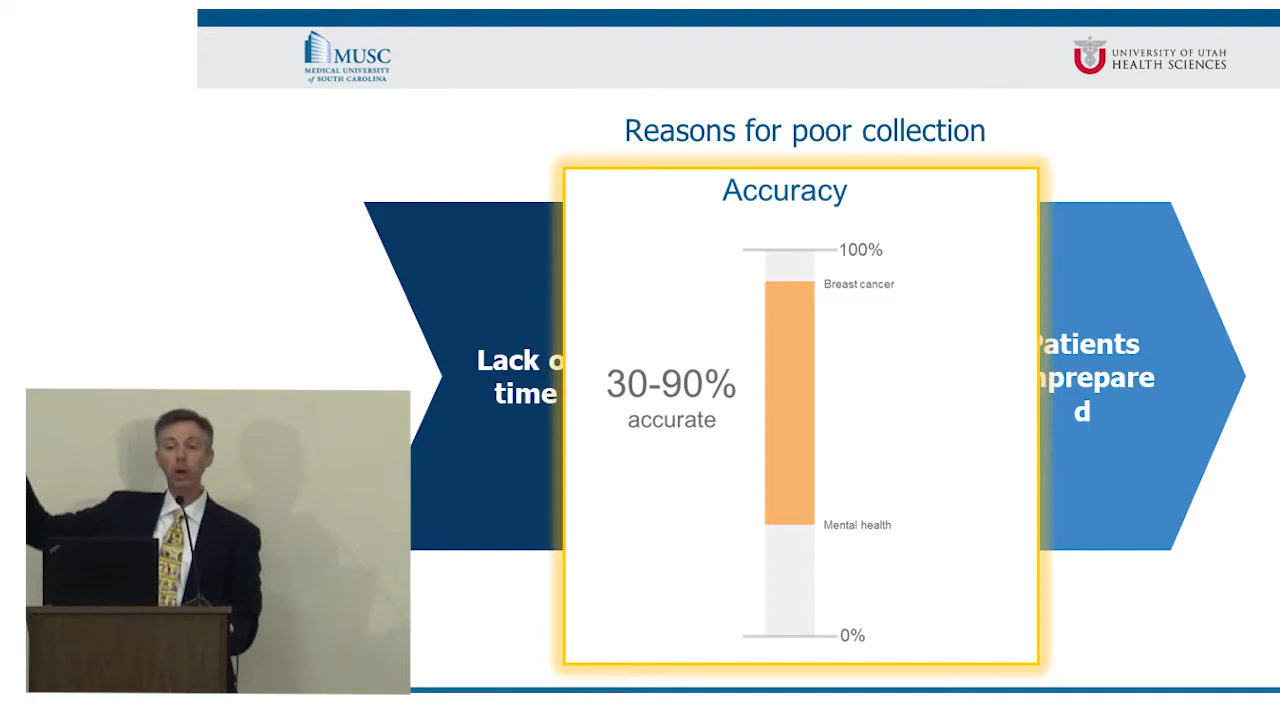 MUSC
MEDICAL UNIVERSITY
of SOUTH CAROLINA
UNIVERSITY OF UTAH
HEALTH SCIENCES
Reasons for poor collection
Accuracy
100%
Breast cancer
30-90%
accurate
Mental health
0%
Lack o
time
Patients
nprepare
d